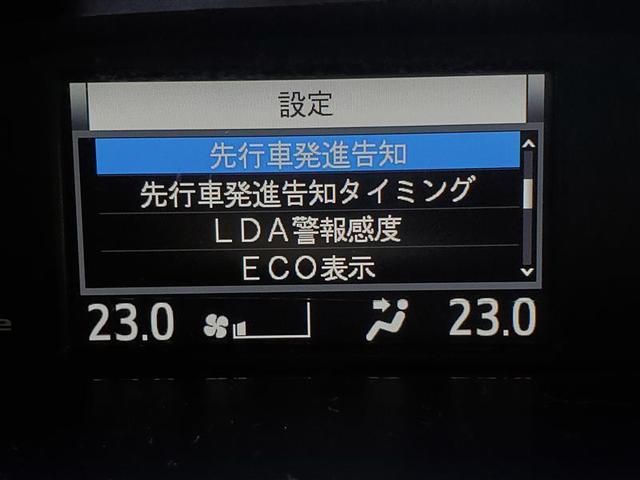 設定
先行車発進告知
先行車発進告知タイミング
LDA警報感度
ECO表示
23.0 23.0